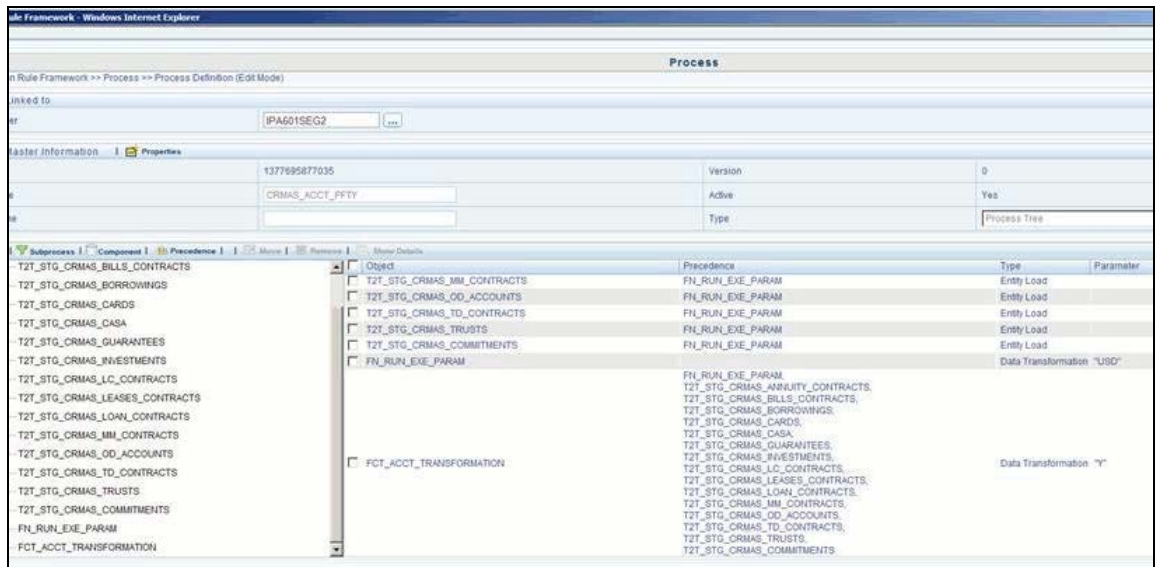 ule Framework - Windows Internet Explorer
Process
n Rule Framework >> Process >> Process Definition (Edit Mode)
inked to
er IPA601SEG2 ...
laster Information | Properties
1377695877035 Version 0
e CRMAS_ACCT_PFTY Active Yes
ne Type Process Tree
| Subprocess | Component | Precedence | | Move | Remove | Show Details
T2T_STG_CRMAS_BILLS_CONTRACTS
T2T_STG_CRMAS_BORROWINGS
T2T_STG_CRMAS_CARDS
T2T_STG_CRMAS_CASA
T2T_STG_CRMAS_GUARANTEES
T2T_STG_CRMAS_INVESTMENTS
T2T_STG_CRMAS_LC_CONTRACTS
T2T_STG_CRMAS_LEASES_CONTRACTS
T2T_STG_CRMAS_LOAN_CONTRACTS
T2T_STG_CRMAS_MM_CONTRACTS
T2T_STG_CRMAS_OD_ACCOUNTS
T2T_STG_CRMAS_TD_CONTRACTS
T2T_STG_CRMAS_TRUSTS
T2T_STG_CRMAS_COMMITMENTS
FN_RUN_EXE_PARAM
FCT_ACCT_TRANSFORMATION
Object Precedence Type Parameter
T2T_STG_CRMAS_MM_CONTRACTS FN_RUN_EXE_PARAM Entity Load
T2T_STG_CRMAS_OD_ACCOUNTS FN_RUN_EXE_PARAM Entity Load
T2T_STG_CRMAS_TD_CONTRACTS FN_RUN_EXE_PARAM Entity Load
T2T_STG_CRMAS_TRUSTS FN_RUN_EXE_PARAM Entity Load
T2T_STG_CRMAS_COMMITMENTS FN_RUN_EXE_PARAM Entity Load
FN_RUN_EXE_PARAM Data Transformation "USD"
FN_RUN_EXE_PARAM,
T2T_STG_CRMAS_ANNUITY_CONTRACTS,
T2T_STG_CRMAS_BILLS_CONTRACTS,
T2T_STG_CRMAS_BORROWINGS,
T2T_STG_CRMAS_CARDS,
T2T_STG_CRMAS_CASA,
T2T_STG_CRMAS_GUARANTEES,
T2T_STG_CRMAS_INVESTMENTS,
FCT_ACCT_TRANSFORMATION T2T_STG_CRMAS_LC_CONTRACTS, Data Transformation "Y"
T2T_STG_CRMAS_LEASES_CONTRACTS,
T2T_STG_CRMAS_LOAN_CONTRACTS,
T2T_STG_CRMAS_MM_CONTRACTS,
T2T_STG_CRMAS_OD_ACCOUNTS,
T2T_STG_CRMAS_TD_CONTRACTS,
T2T_STG_CRMAS_TRUSTS,
T2T_STG_CRMAS_COMMITMENTS